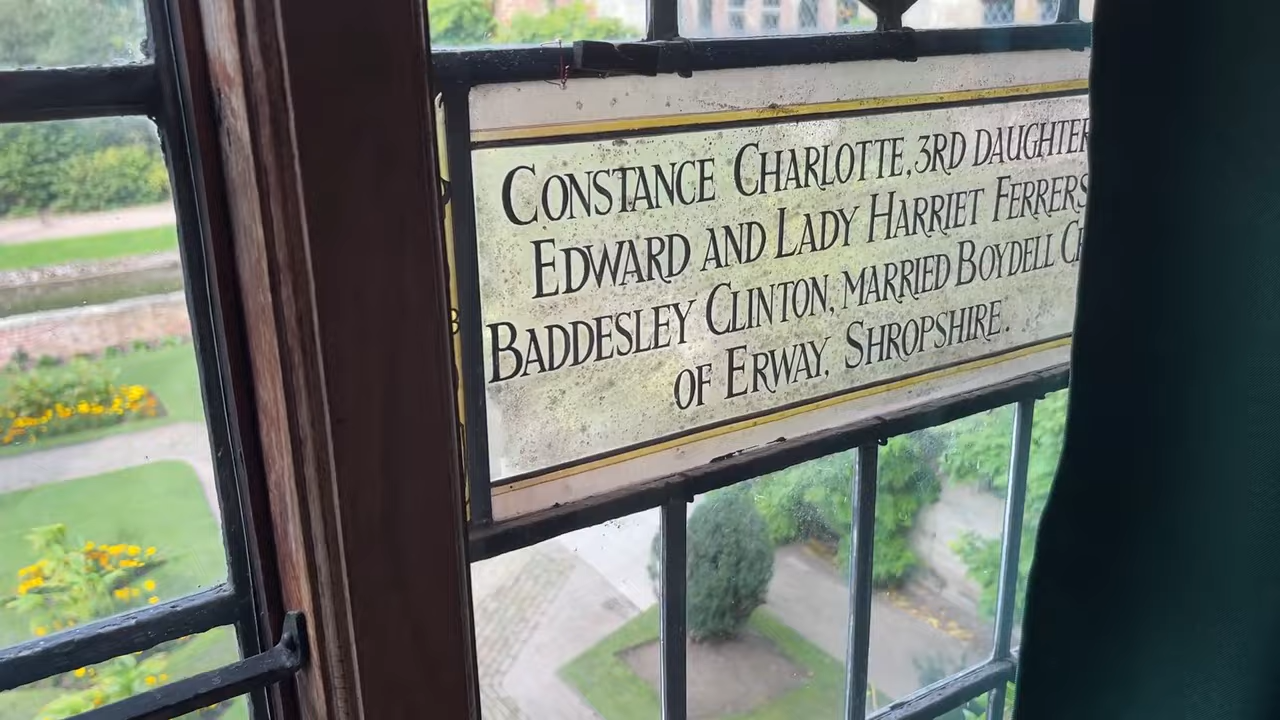 Constance Charlotte, 3rd daughter
Edward and Lady Harriet Ferrers
Baddesley Clinton, married Boydell
of Erway, Shropshire.